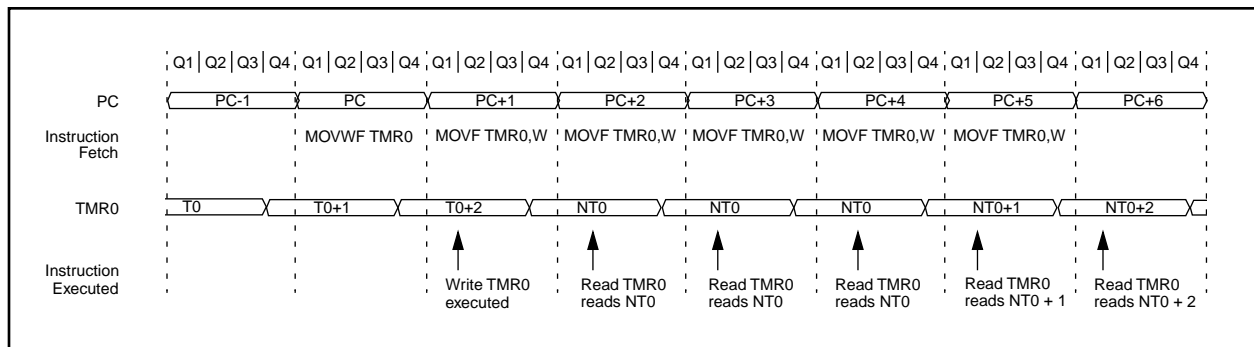 Q1 Q2 Q3 Q4 Q1 Q2 Q3 Q4 Q1 Q2 Q3 Q4 Q1 Q2 Q3 Q4 Q1 Q2 Q3 Q4 Q1 Q2 Q3 Q4 Q1 Q2 Q3 Q4 Q1 Q2 Q3 Q4
PC PC-1 PC PC+1 PC+2 PC+3 PC+4 PC+5 PC+6
Instruction Fetch
MOVWF TMR0 MOVF TMR0,W MOVF TMR0,W MOVF TMR0,W MOVF TMR0,W MOVF TMR0,W
TMR0 T0 T0+1 T0+2 NT0 NT0 NT0 NT0+1 NT0+2
Instruction
Executed
Write TMR0
executed
Read TMR0
reads NT0
Read TMR0
reads NT0
Read TMR0
reads NT0
Read TMR0
reads NT0 + 1
Read TMR0
reads NT0 + 2